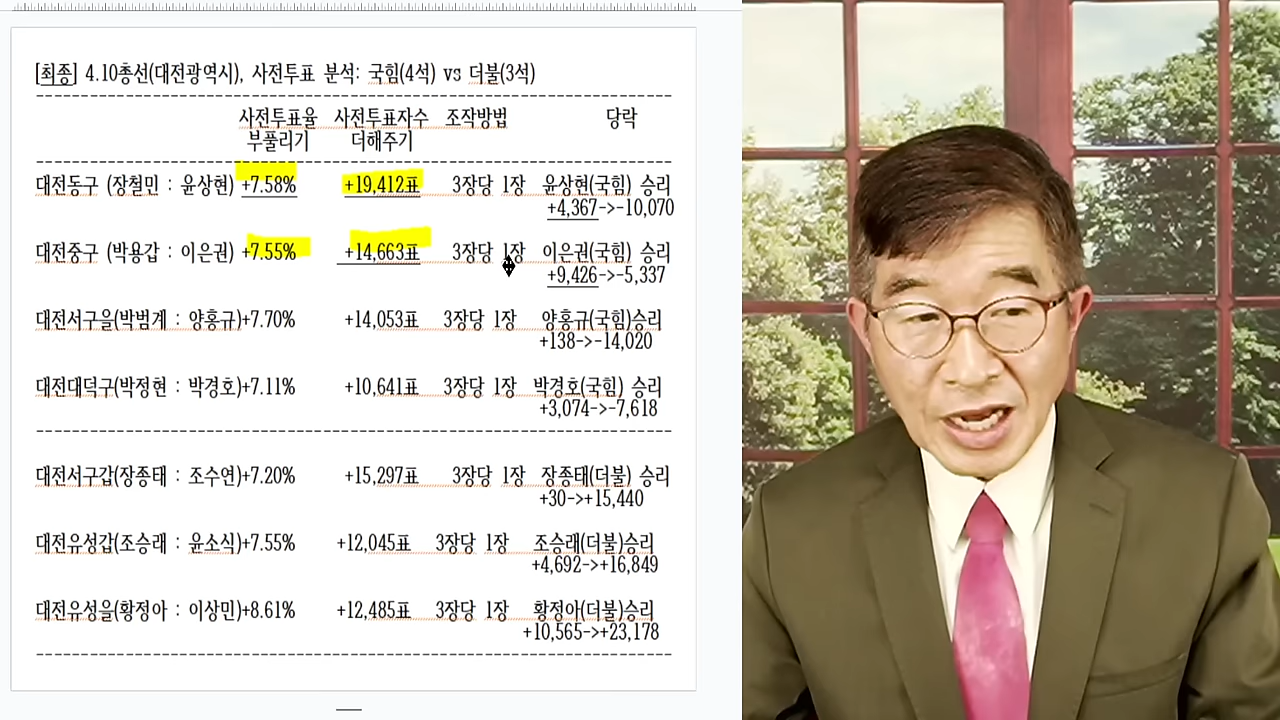 [최종] 4.10총선(대전광역시), 사전투표 분석: 국힘(4석) vs 더불(3석)
사전투표율 사전투표자수 조작방법 당락
부풀리기 더해주기
대전동구 (장철민 : 윤상현) +7.58% +19,412표 3장당 1장 윤상현(국힘) 승리
+4,367->-10,070
대전중구 (박용갑 : 이은권) +7.55% +14,663표 3장당 1장 이은권(국힘) 승리
+9,426->-5,337
대전서구을(박범계 : 양홍규)+7.70% +14,053표 3장당 1장 양홍규(국힘)승리
+138->-14,020
대전대덕구(박정현 : 박경호)+7.11% +10,641표 3장당 1장 박경호(국힘) 승리
+3,074->-7,618
대전서구갑(장종태 : 조수연)+7.20% +15,297표 3장당 1장 장종태(더불) 승리
+30->+15,440
대전유성갑(조승래 : 윤소식)+7.55% +12,045표 3장당 1장 조승래(더불)승리
+4,692->+16,849
대전유성을(황정아 : 이상민)+8.61% +12,485표 3장당 1장 황정아(더불)승리
+10,565->+23,178